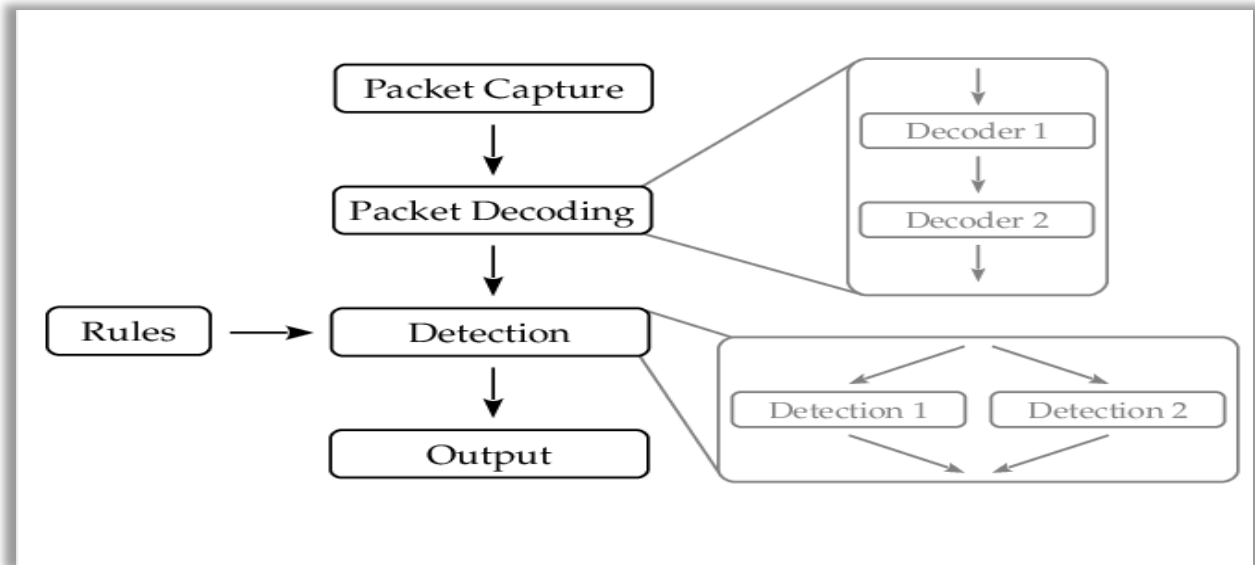 Packet Capture
Packet Decoding
Rules
Detection
Output
Decoder 1
Decoder 2
Detection 1
Detection 2